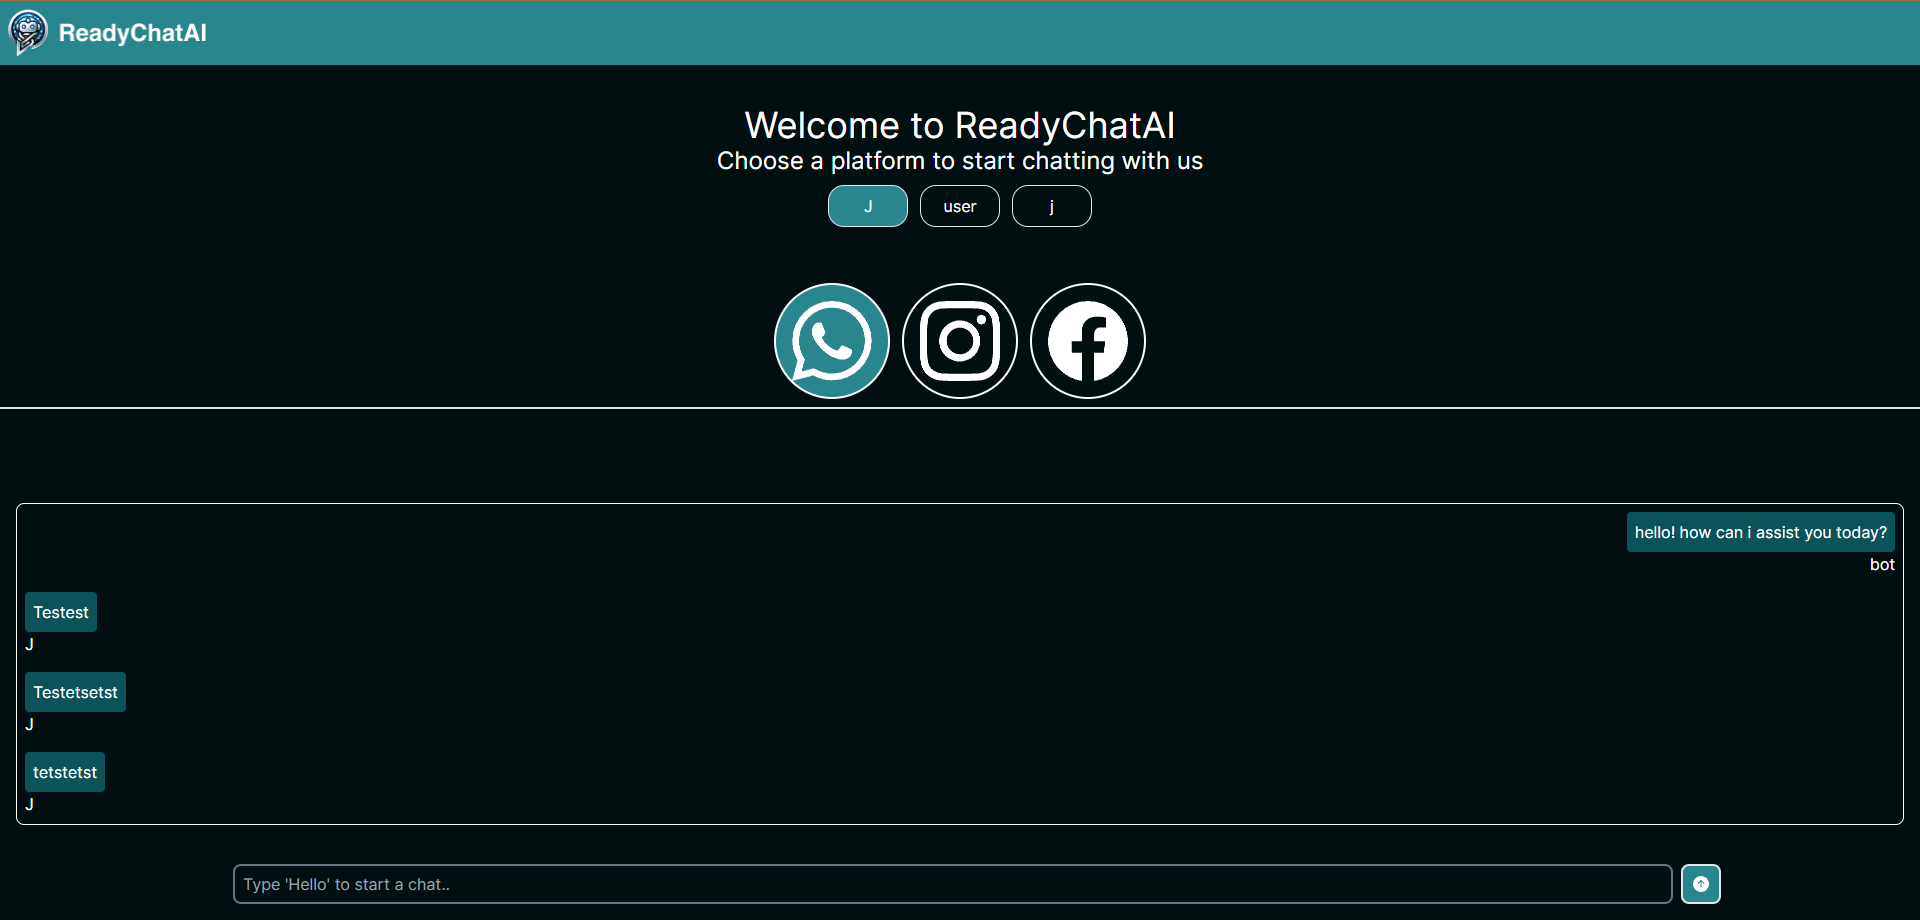 ReadyChatAI
Welcome to ReadyChatAI
Choose a platform to start chatting with us
J
user
j
hello! how can i assist you today?
bot
Testest
J
Testetsetst
J
tetstetst
J
Type 'Hello' to start a chat..